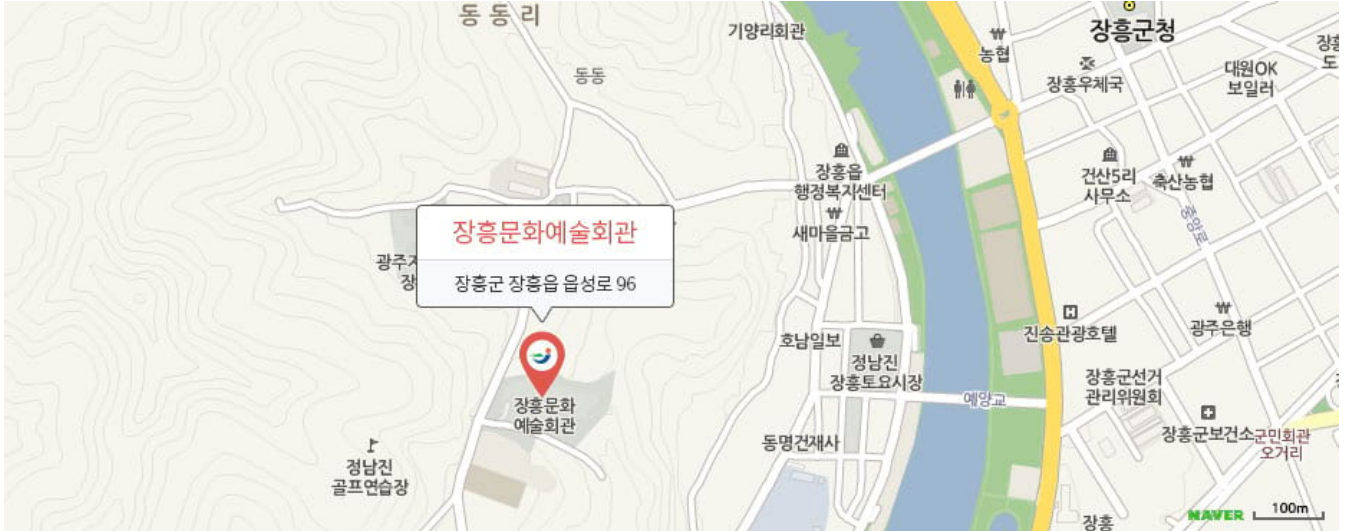 동동리
기양리회관
₩
농협
장흥군청
장흥우체국
대원OK
보일러
동동
장흥읍
행정복지센터
건산5리
사무소
₩
축산농협
중앙로
₩
새마을금고
장흥문화예술회관
장흥군 장흥읍 읍성로 96
광주지
장
호남일보
정남진
장흥토요시장
H
진송관광호텔
₩
광주은행
예양교
장흥군선거
관리위원회
장흥문화
예술회관
동명건재사
장흥군보건소
군민회관
오거리
정남진
골프연습장
장흥
NAVER
100m